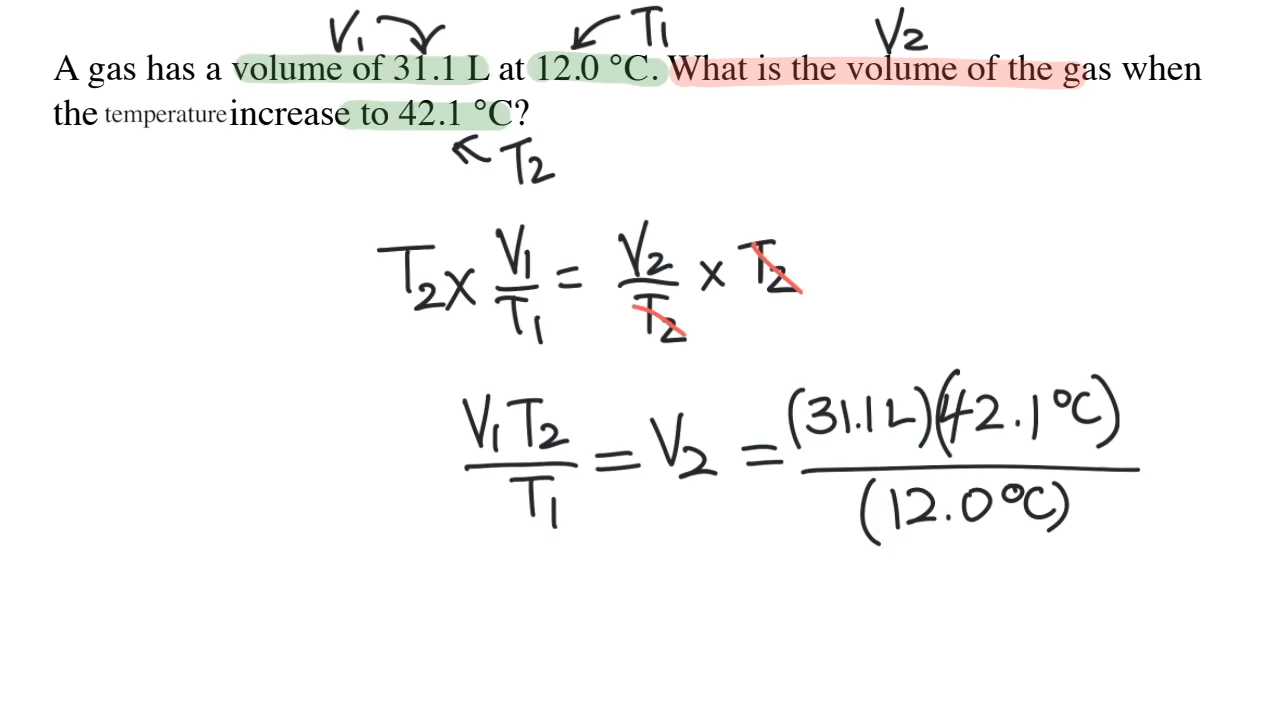 V₁ T₁ V₂
A gas has a volume of 31.1 L at 12.0 °C. What is the volume of the gas when
the temperature increase to 42.1 °C?
T₂
T₂ x V₁/T₁ = V₂/T₂ x T₂
V₁T₂/T₁ = V₂ = (31.1 L)(42.1 °C)/(12.0 °C)